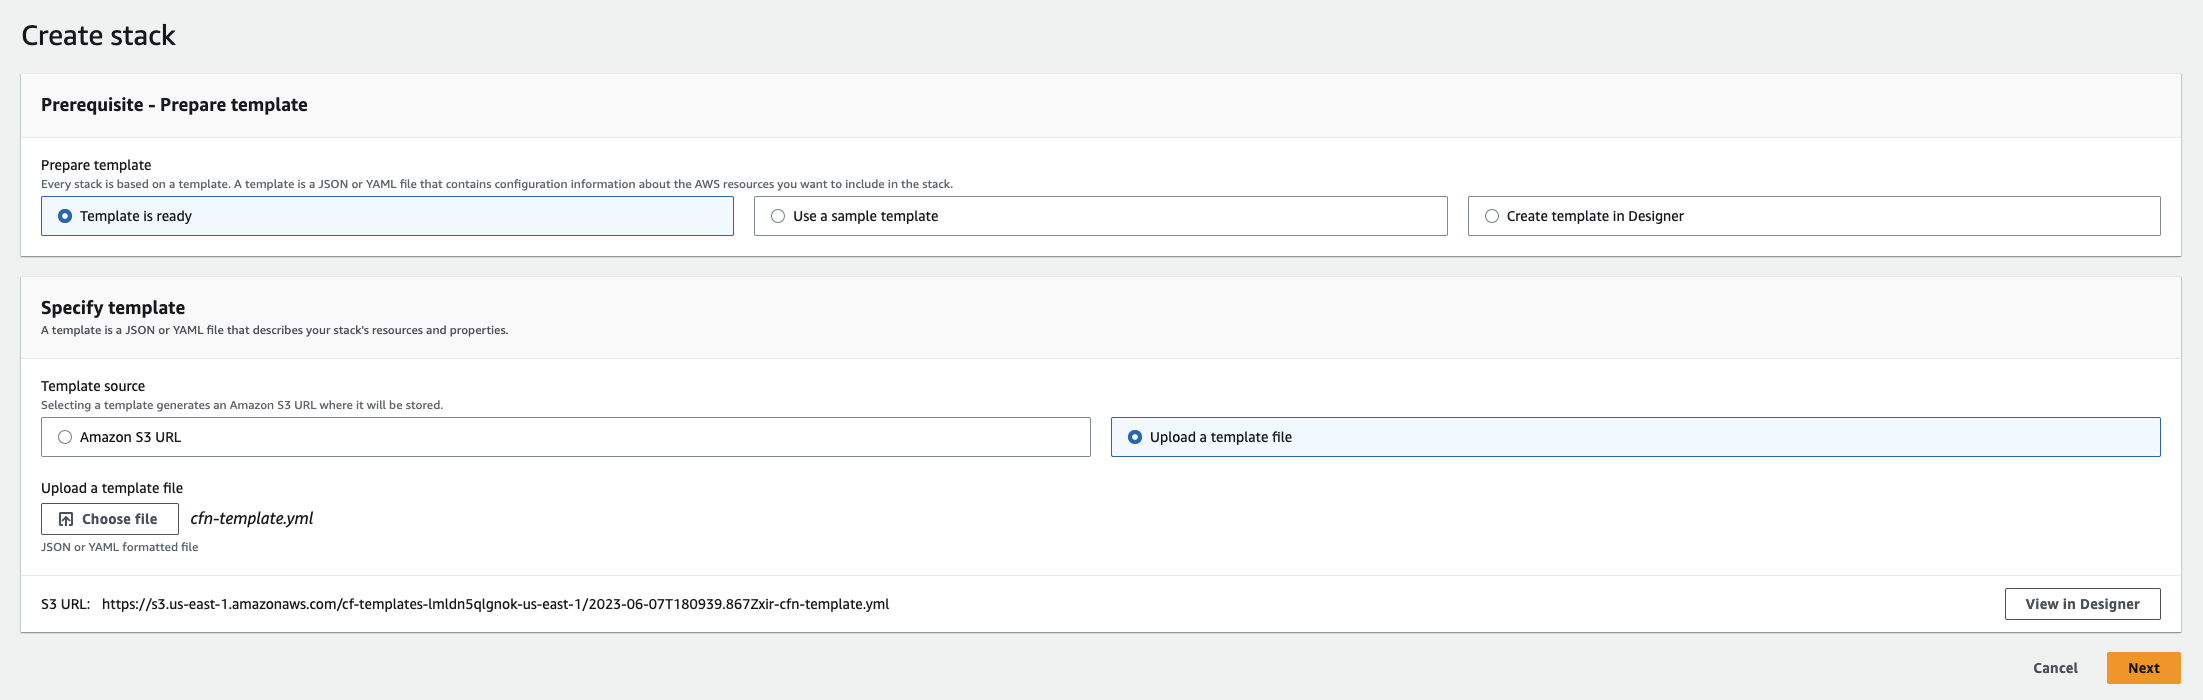 Create stack
Prerequisite - Prepare template
Prepare template
Every stack is based on a template. A template is a JSON or YAML file that contains configuration information about the AWS resources you want to include in the stack.
Template is ready
Use a sample template
Create template in Designer
Specify template
A template is a JSON or YAML file that describes your stack's resources and properties.
Template source
Selecting a template generates an Amazon S3 URL where it will be stored.
Amazon S3 URL
Upload a template file
Upload a template file
Choose file
cfn-template.yml
JSON or YAML formatted file
S3 URL: https://s3.us-east-1.amazonaws.com/cf-templates-lmldn5qlgnok-us-east-1/2023-06-07T180939.867Zxir-cfn-template.yml
View in Designer
Cancel
Next